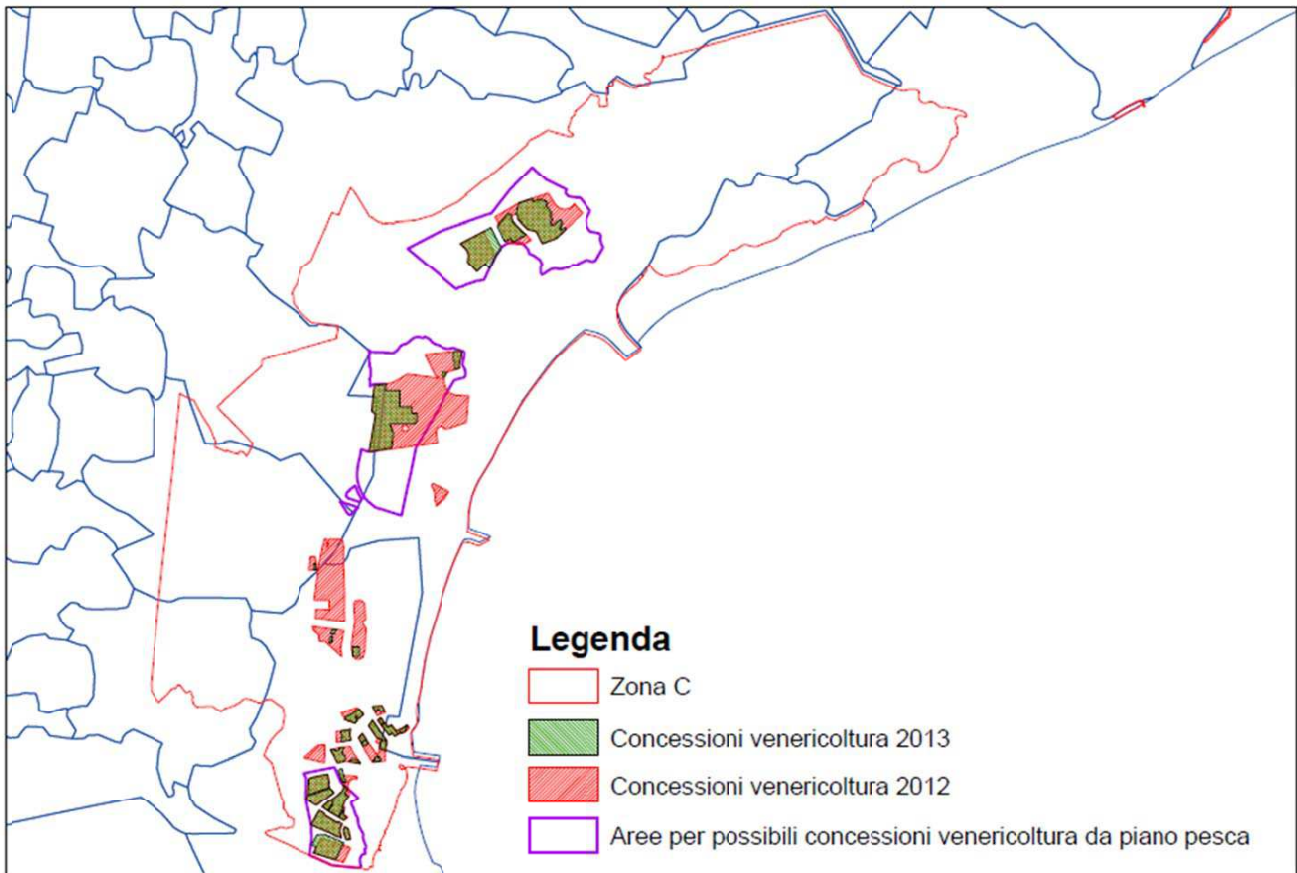 Legenda
Zona C
Concessioni venericoltura 2013
Concessioni venericoltura 2012
Aree per possibili concessioni venericoltura da piano pesca